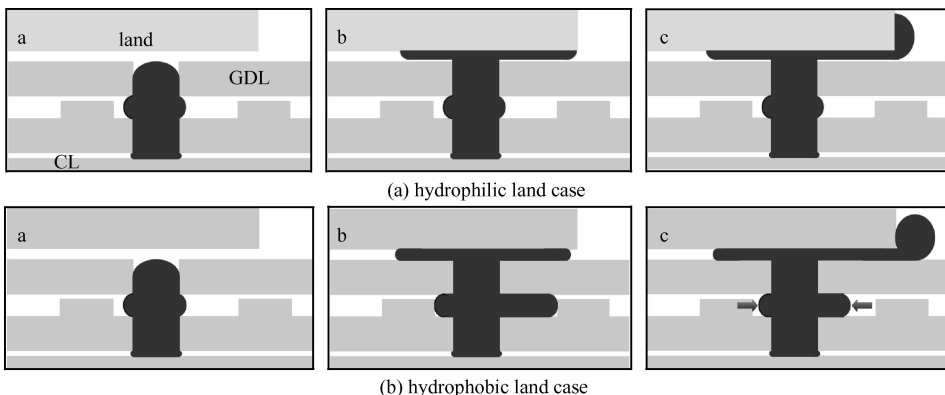 a
land
GDL
CL
b
c
(a) hydrophilic land case
a
b
c
(b) hydrophobic land case